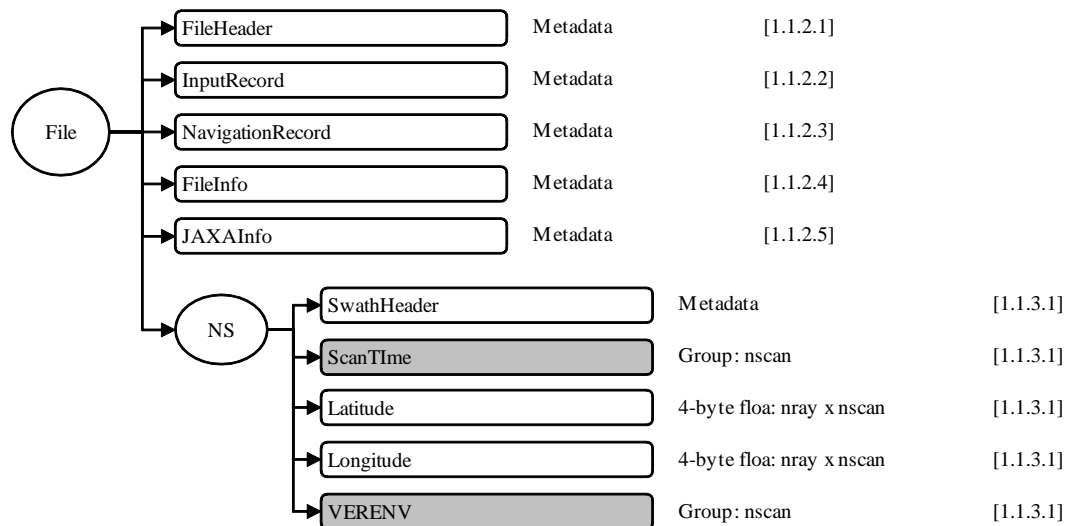 FileHeader Metadata [1.1.2.1]
InputRecord Metadata [1.1.2.2]
File NavigationRecord Metadata [1.1.2.3]
FileInfo Metadata [1.1.2.4]
JAXAInfo Metadata [1.1.2.5]
SwathHeader Metadata [1.1.3.1]
NS
ScanTIme Group: nscan [1.1.3.1]
Latitude 4-byte floa: nray x nscan [1.1.3.1]
Longitude 4-byte floa: nray x nscan [1.1.3.1]
VERENV Group: nscan [1.1.3.1]